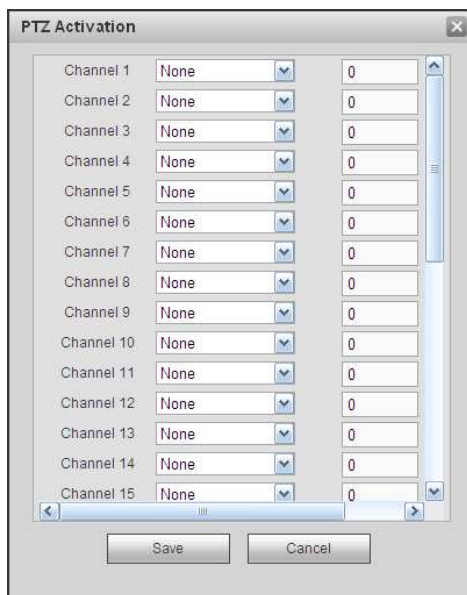 PTZ Activation
Channel 1 None 0
Channel 2 None 0
Channel 3 None 0
Channel 4 None 0
Channel 5 None 0
Channel 6 None 0
Channel 7 None 0
Channel 8 None 0
Channel 9 None 0
Channel 10 None 0
Channel 11 None 0
Channel 12 None 0
Channel 13 None 0
Channel 14 None 0
Channel 15 None 0
Save Cancel